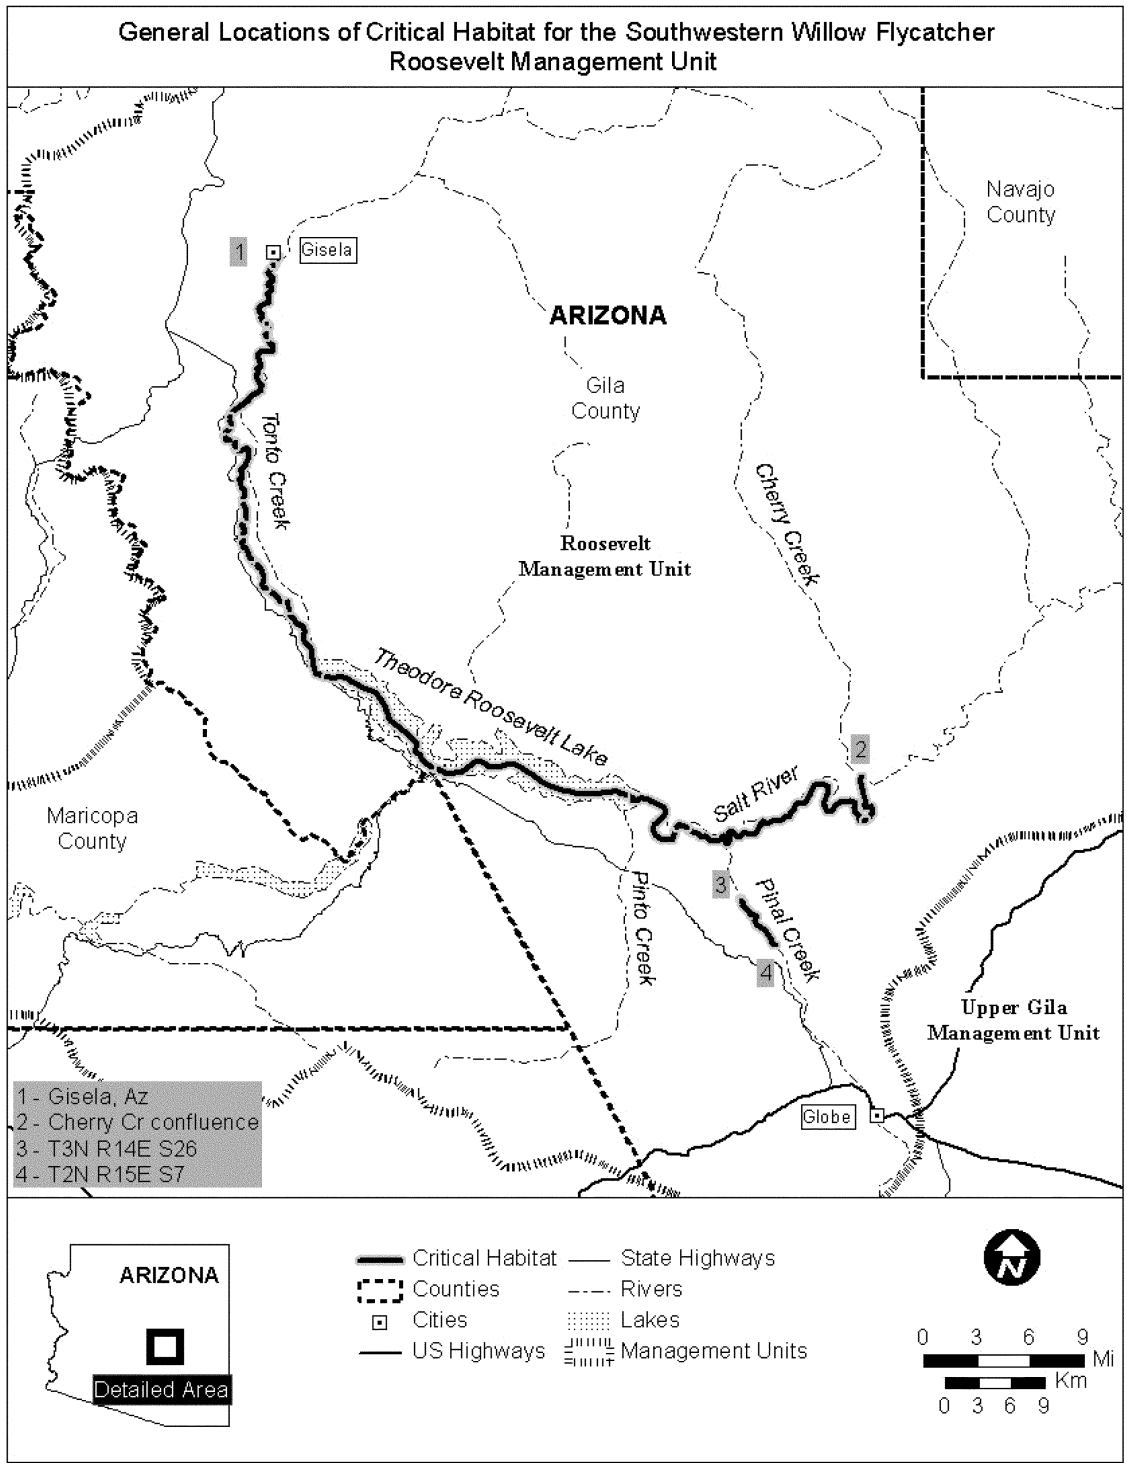 General Locations of Critical Habitat for the Southwestern Willow Flycatcher
Roosevelt Management Unit
Navajo
County
1
Gisela
ARIZONA
Gila
County
Tonto Creek
Cherry Creek
Roosevelt
Management Unit
Theodore Roosevelt Lake
2
Salt River
Maricopa
County
3
Pinto Creek
Pinal Creek
4
Upper Gila
Management Unit
1 - Gisela, Az
2 - Cherry Cr confluence
3 - T3N R14E S26
4 - T2N R15E S7
Globe
ARIZONA
Detailed Area
Critical Habitat
Counties
Cities
US Highways
State Highways
Rivers
Lakes
Management Units
N
0 3 6 9
Mi
Km
0 3 6 9